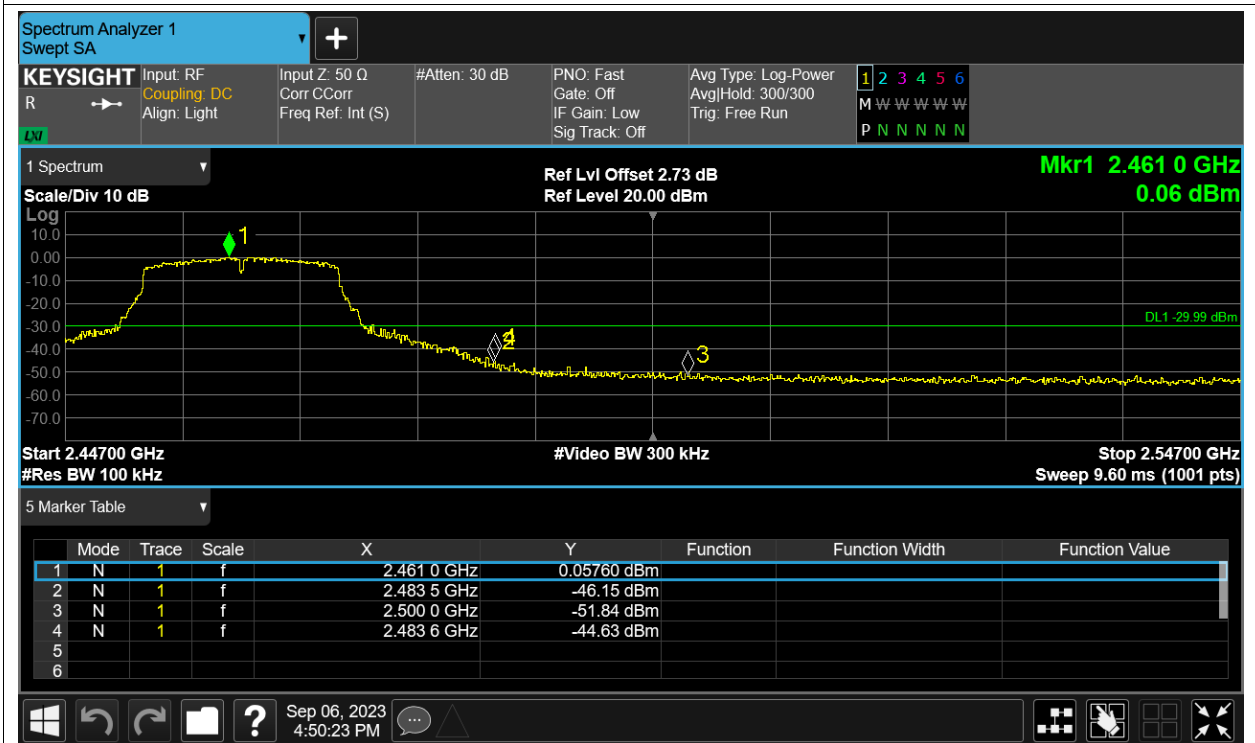 Spectrum Analyzer 1
Swept SA
▼
+
KEYSIGHT Input: RF Input Z: 50 Ω #Atten: 30 dB PNO: Fast Avg Type: Log-Power 1 2 3 4 5 6
R Coupling: DC Corr CCorr Gate: Off Avg|Hold: 300/300 M W W W W W
Align: Light Freq Ref: Int (S) IF Gain: Low Trig: Free Run
LXI Sig Track: Off P N N N N N
1 Spectrum ▼ Ref Lvl Offset 2.73 dB Mkr1 2.461 0 GHz
Scale/Div 10 dB Ref Level 20.00 dBm 0.06 dBm
Log
10.0
1
0.00
-10.0
-20.0
DL1 -29.99 dBm
-30.0
-40.0
2
3
-50.0
-60.0
-70.0
Start 2.44700 GHz #Video BW 300 kHz Stop 2.54700 GHz
#Res BW 100 kHz Sweep 9.60 ms (1001 pts)
5 Marker Table ▼
Mode Trace Scale X Y Function Function Width Function Value
1 N 1 f 2.461 0 GHz 0.05760 dBm
2 N 1 f 2.483 5 GHz -46.15 dBm
3 N 1 f 2.500 0 GHz -51.84 dBm
4 N 1 f 2.483 6 GHz -44.63 dBm
5
6
? Sep 06, 2023
4:50:23 PM